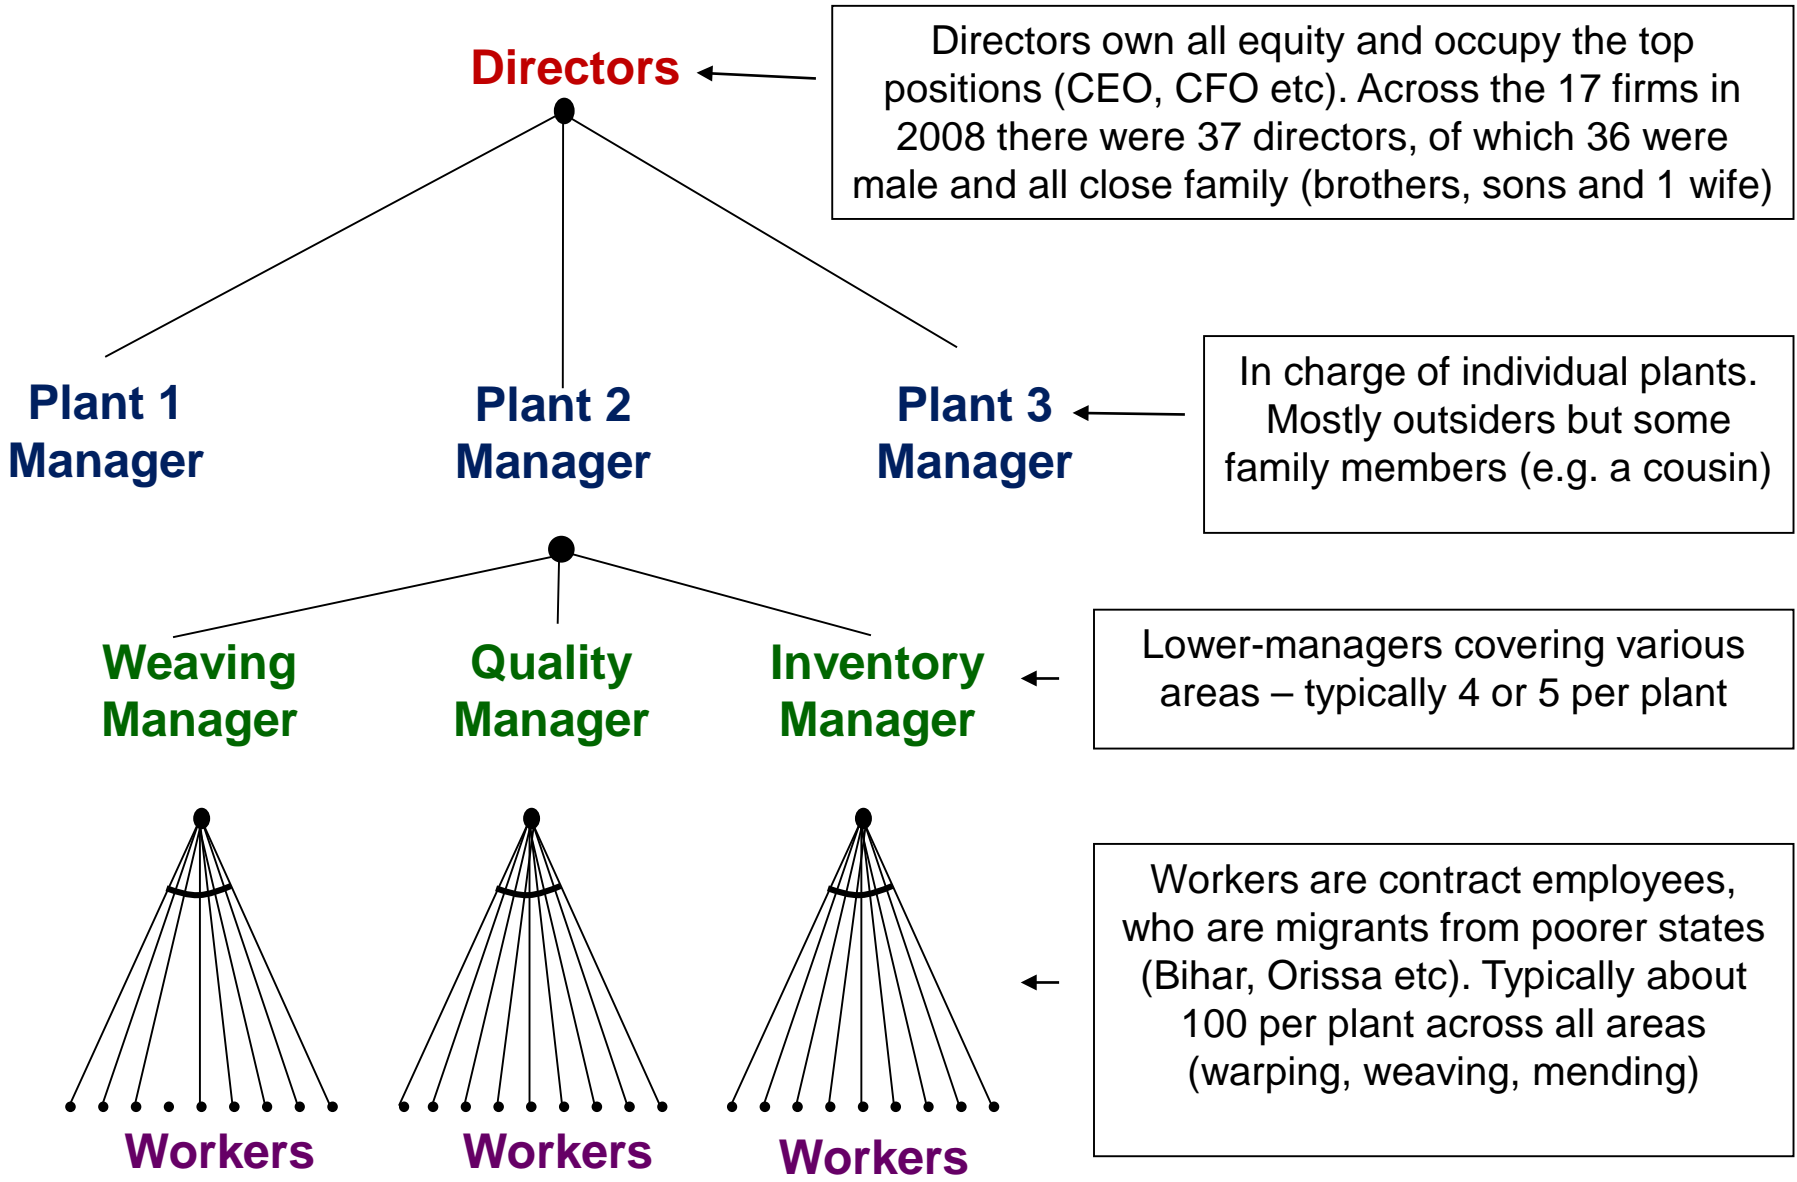 Directors
Directors own all equity and occupy the top
positions (CEO, CFO etc). Across the 17 firms in
2008 there were 37 directors, of which 36 were
male and all close family (brothers, sons and 1 wife)
Plant 1
Manager
Plant 2
Manager
Plant 3
Manager
In charge of individual plants.
Mostly outsiders but some
family members (e.g. a cousin)
Weaving
Manager
Quality
Manager
Inventory
Manager
Lower-managers covering various
areas – typically 4 or 5 per plant
Workers are contract employees,
who are migrants from poorer states
(Bihar, Orissa etc). Typically about
100 per plant across all areas
(warping, weaving, mending)
Workers
Workers
Workers